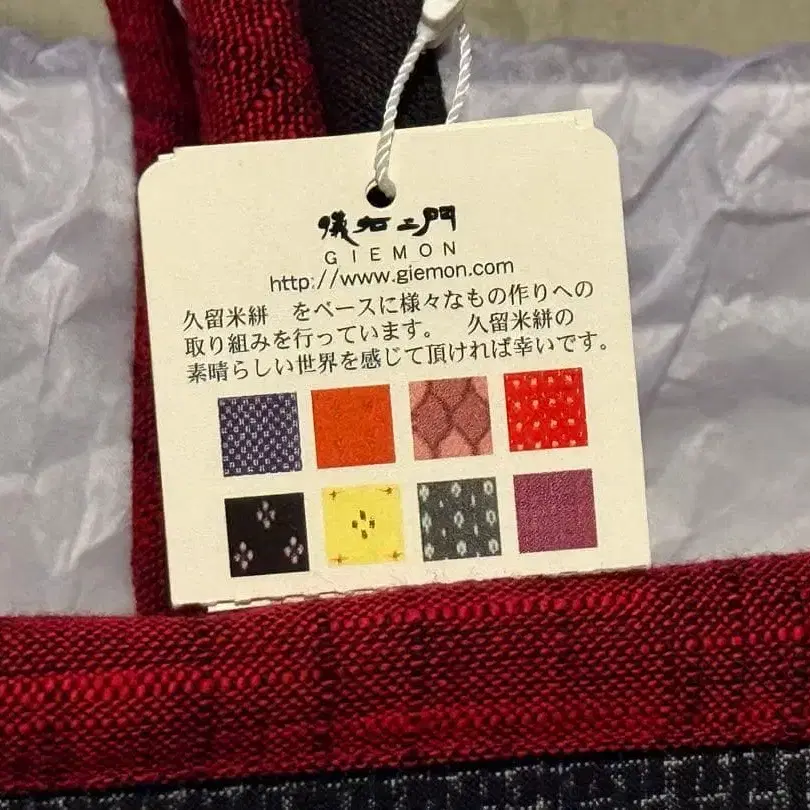 儀右ヱ門
GIEMON
http://www.giemon.com
久留米絣　をベースに様々なもの作りへの
取り組みを行っています。　久留米絣の
素晴らしい世界を感じて頂ければ幸いです。